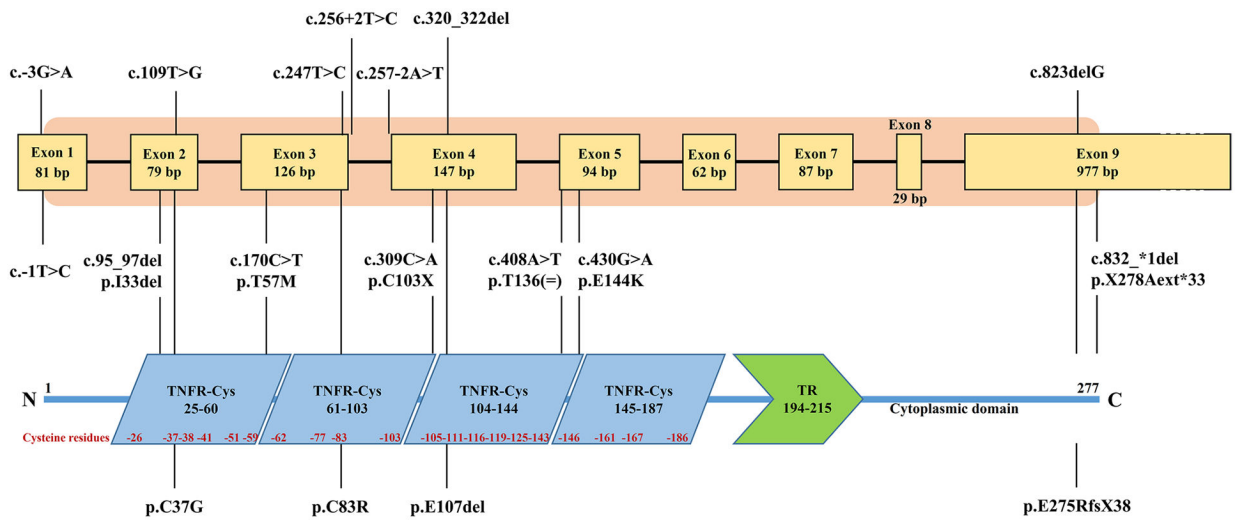 c.256+2T>C
c.320_322del
c.-3G>A
c.109T>G
c.247T>C
c.257-2A>T
c.823delG
Exon 1
81 bp
Exon 2
79 bp
Exon 3
126 bp
Exon 4
147 bp
Exon 5
94 bp
Exon 6
62 bp
Exon 7
87 bp
Exon 8
29 bp
Exon 9
977 bp
c.-1T>C
c.95_97del
p.I33del
c.170C>T
p.T57M
c.309C>A
p.C103X
c.408A>T
p.T136(=)
c.430G>A
p.E144K
c.832_*1del
p.X278Aext*33
N
1
TNFR-Cys
25-60
TNFR-Cys
61-103
TNFR-Cys
104-144
TNFR-Cys
145-187
TR
194-215
Cytoplasmic domain
277
C
Cysteine residues
-26 -37-38 -41 -51 -59 -62 -77 -83 -103 -105-111-116-119-125-143 -146 -161 -167 -186
p.C37G
p.C83R
p.E107del
p.E275RfsX38